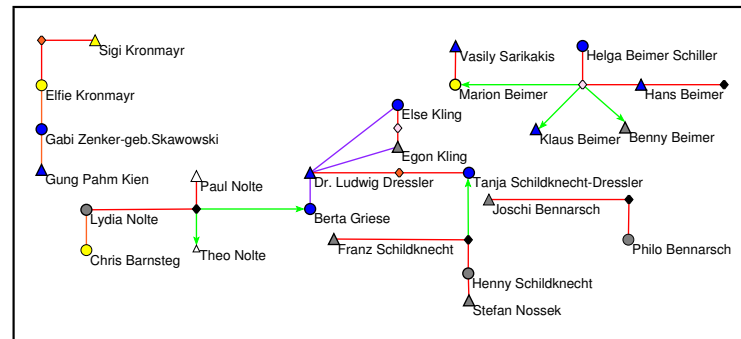 Sigi Kronmayr
Vasily Sarikakis
Helga Beimer Schiller
Elfie Kronmayr
Marion Beimer
Hans Beimer
Else Kling
Gabi Zenker-geb.Skawowski
Klaus Beimer
Benny Beimer
Egon Kling
Gung Pahm Kien
Paul Nolte
Dr. Ludwig Dressler
Tanja Schildknecht-Dressler
Lydia Nolte
Berta Griese
Joschi Bennarsch
Chris Barnsteg
Theo Nolte
Franz Schildknecht
Philo Bennarsch
Henny Schildknecht
Stefan Nossek